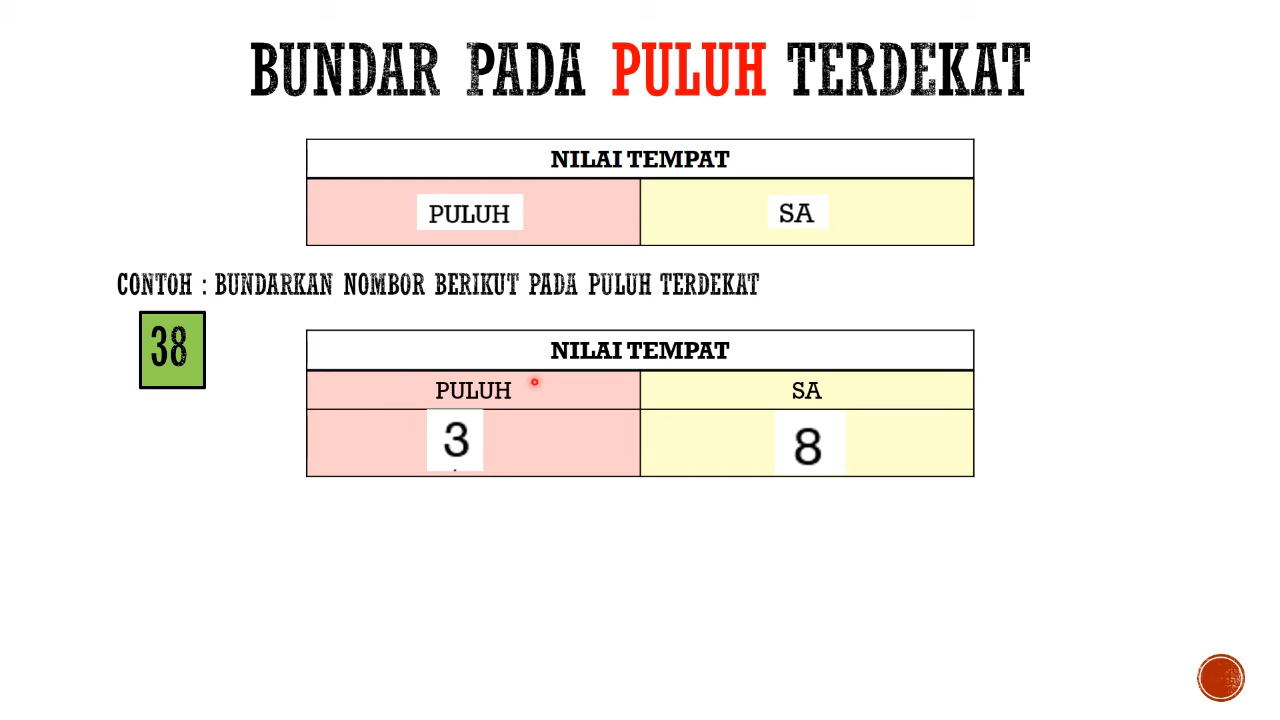 BUNDAR PADA PULUH TERDEKAT
NILAI TEMPAT
PULUH SA
CONTOH : BUNDARKAN NOMBOR BERIKUT PADA PULUH TERDEKAT
38
NILAI TEMPAT
PULUH SA
3 8